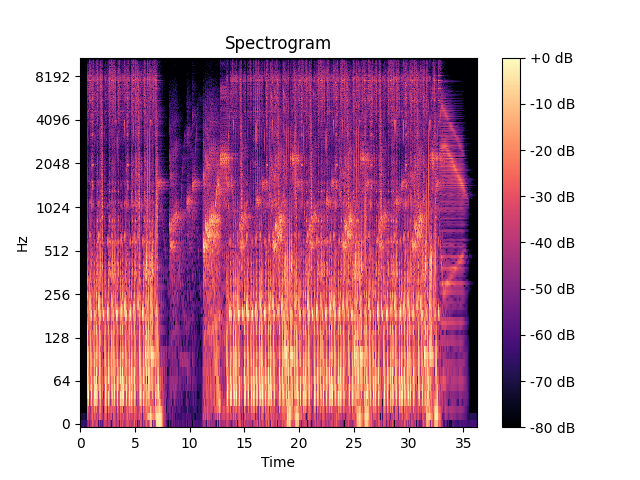 Spectrogram
8192
4096
2048
1024
512
256
128
64
0
Hz
0 5 10 15 20 25 30 35
Time
+0 dB
-10 dB
-20 dB
-30 dB
-40 dB
-50 dB
-60 dB
-70 dB
-80 dB